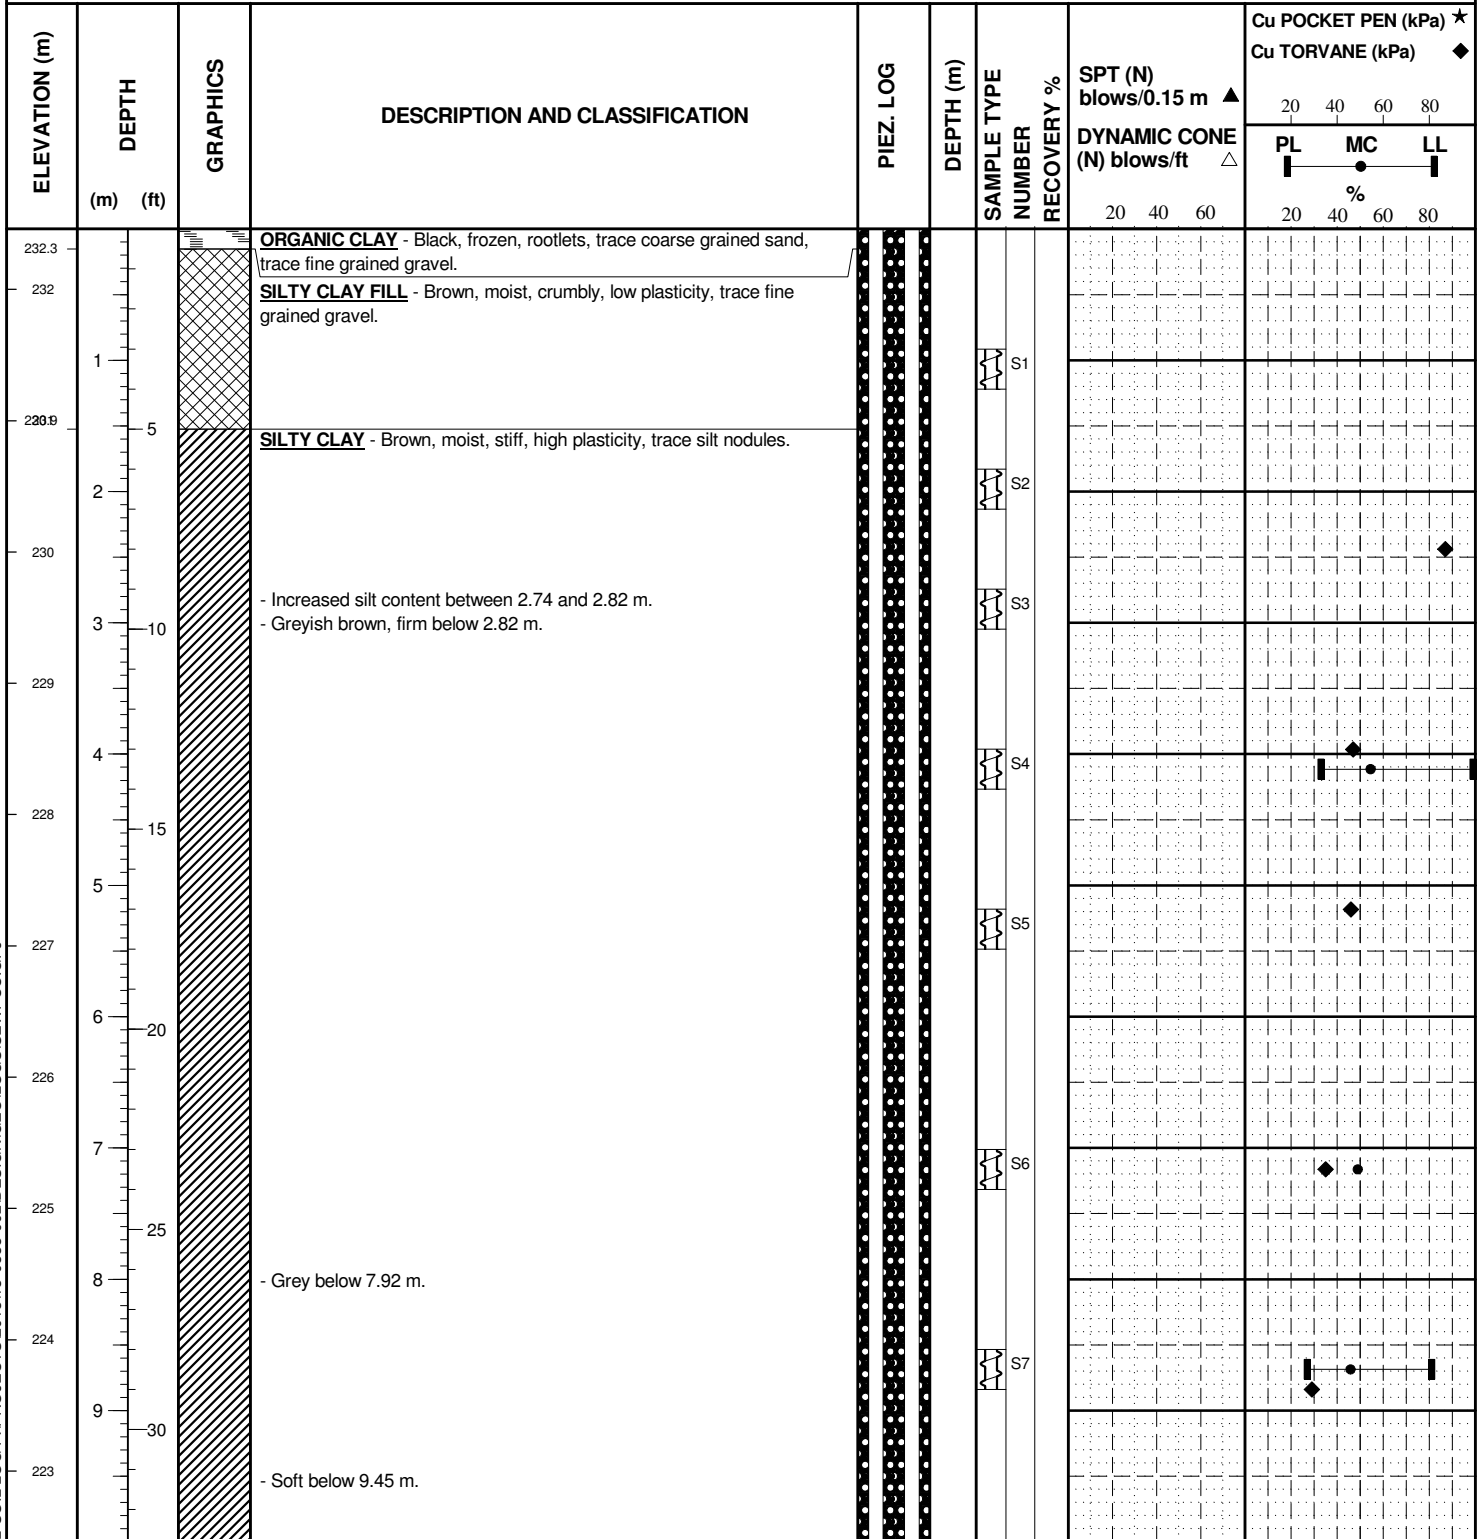 Cu POCKET PEN (kPa) ★
Cu TORVANE (kPa) ◆
20 40 60 80
ELEVATION (m)
DEPTH
(m) (ft)
GRAPHICS
DESCRIPTION AND CLASSIFICATION
PIEZ. LOG
DEPTH (m)
SAMPLE TYPE
NUMBER
RECOVERY %
SPT (N)
blows/0.15 m ▲
DYNAMIC CONE
(N) blows/ft △
20 40 60
PL MC LL
%
20 40 60 80
232.3
ORGANIC CLAY - Black, frozen, rootlets, trace coarse grained sand,
trace fine grained gravel.
232
SILTY CLAY FILL - Brown, moist, crumbly, low plasticity, trace fine
grained gravel.
1
S1
5
SILTY CLAY - Brown, moist, stiff, high plasticity, trace silt nodules.
2
S2
230
- Increased silt content between 2.74 and 2.82 m.
S3
3
10
- Greyish brown, firm below 2.82 m.
229
4
S4
228
15
5
S5
227
6
20
226
7
S6
225
25
8
- Grey below 7.92 m.
224
S7
9
30
223
- Soft below 9.45 m.